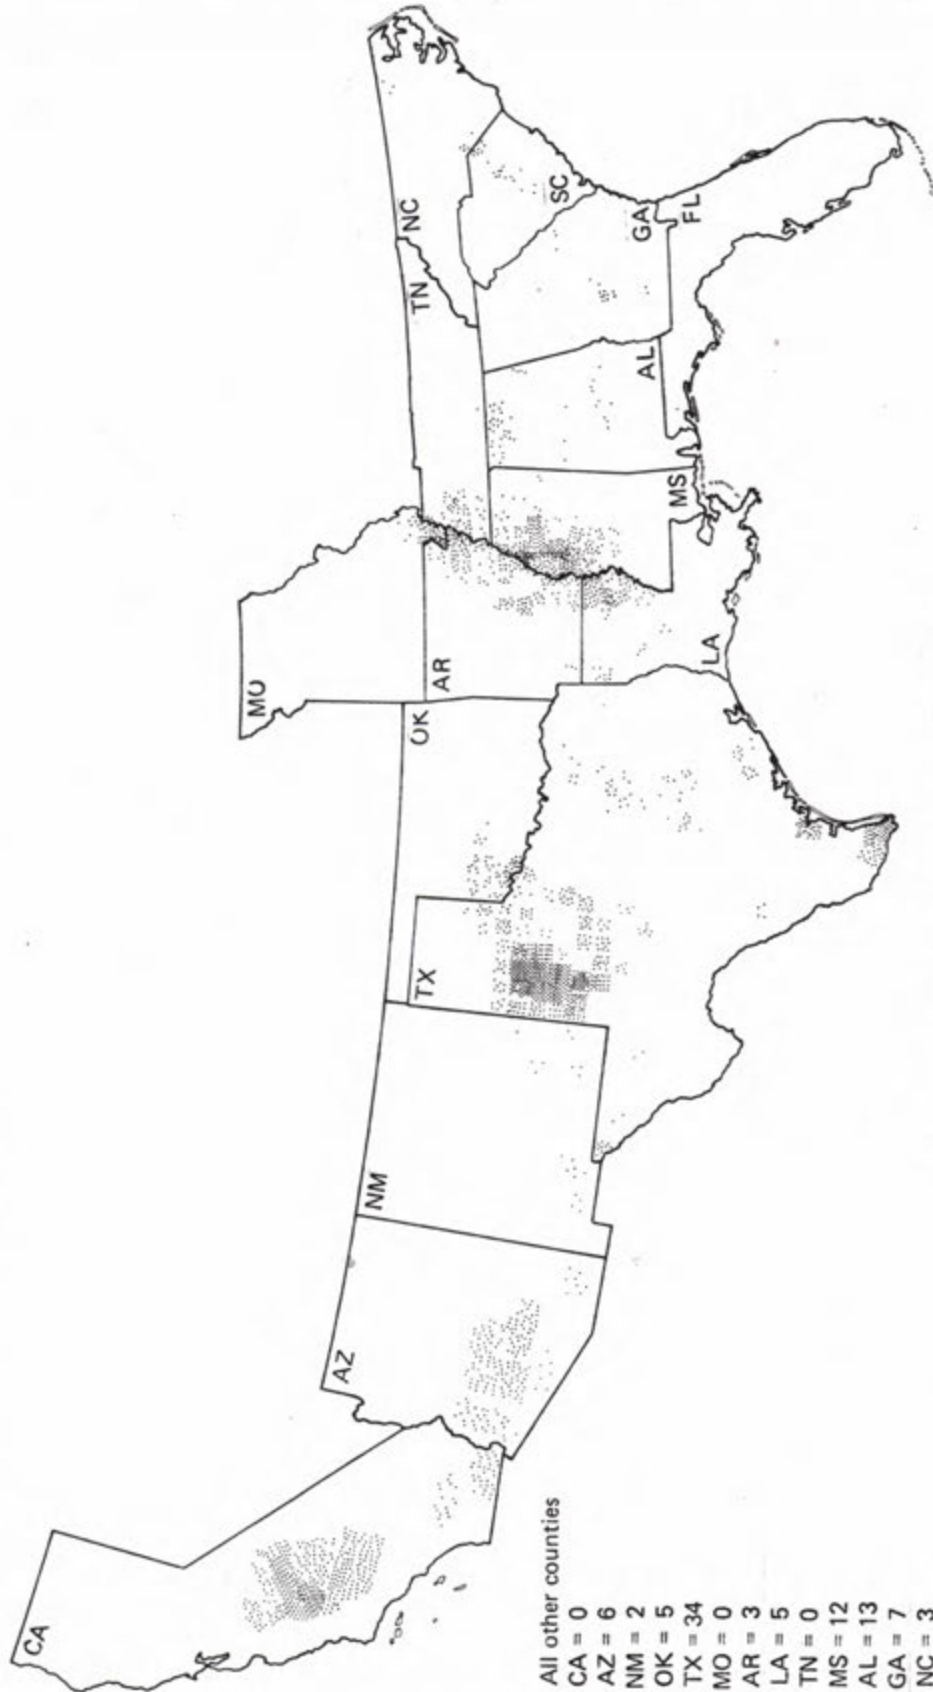 CA
AZ
NM
TX
OK
MO
AR
LA
TN
MS
AL
NC
SC
GA
FL
All other counties
CA = 0
AZ = 6
NM = 2
OK = 5
TX = 34
MO = 0
AR = 3
LA = 5
TN = 0
MS = 12
AL = 13
GA = 7
NC = 3